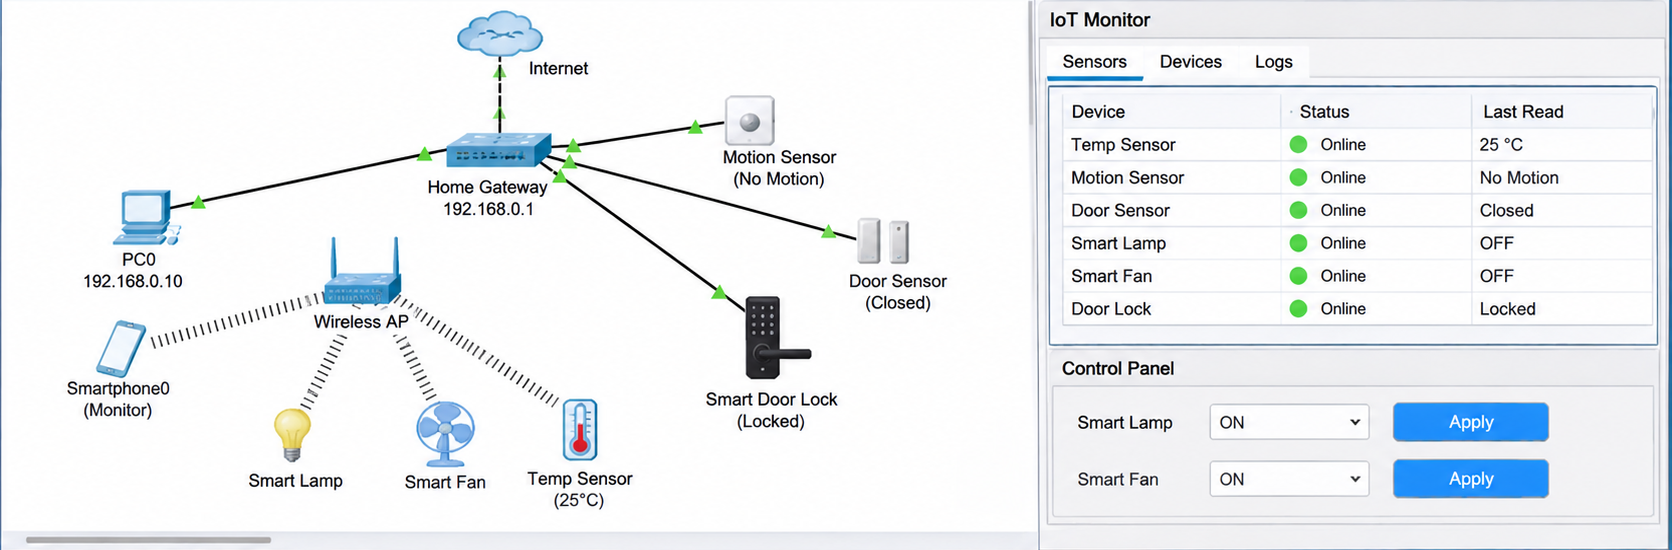 Internet
Home Gateway
192.168.0.1
Motion Sensor
(No Motion)
PC0
192.168.0.10
Door Sensor
(Closed)
Wireless AP
Smartphone0
(Monitor)
Smart Door Lock
(Locked)
Smart Lamp
Smart Fan
Temp Sensor
(25°C)
IoT Monitor
Sensors Devices Logs
Device Status Last Read
Temp Sensor Online 25 °C
Motion Sensor Online No Motion
Door Sensor Online Closed
Smart Lamp Online OFF
Smart Fan Online OFF
Door Lock Online Locked
Control Panel
Smart Lamp ON Apply
Smart Fan ON Apply